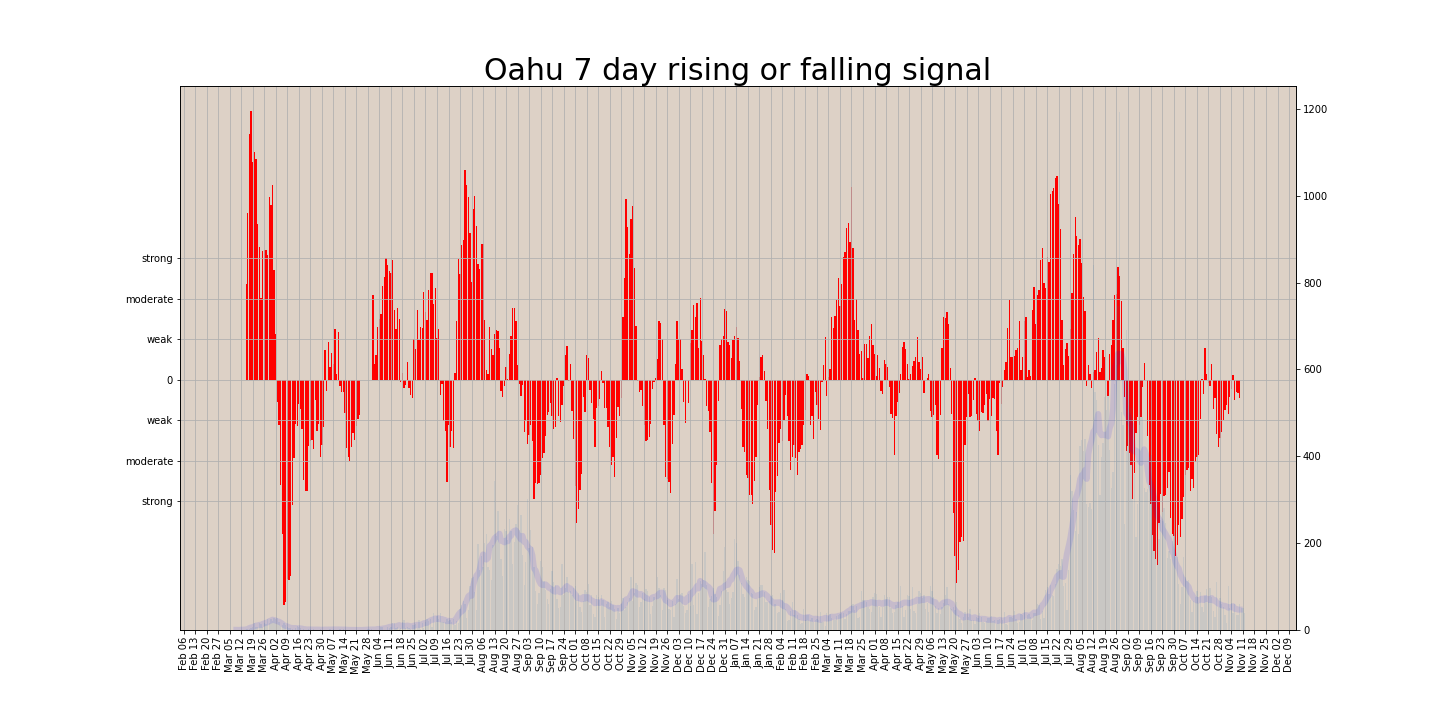 Oahu 7 day rising or falling signal
strong
moderate
weak
0
weak
moderate
strong
1200
1000
800
600
400
200
0
Feb 06
Feb 13
Feb 20
Feb 27
Mar 05
Mar 12
Mar 19
Mar 26
Apr 02
Apr 09
Apr 16
Apr 23
Apr 30
May 07
May 14
May 21
May 28
Jun 04
Jun 11
Jun 18
Jun 25
Jul 02
Jul 09
Jul 16
Jul 23
Jul 30
Aug 06
Aug 13
Aug 20
Aug 27
Sep 03
Sep 10
Sep 17
Sep 24
Oct 01
Oct 08
Oct 15
Oct 22
Oct 29
Nov 05
Nov 12
Nov 19
Nov 26
Dec 03
Dec 10
Dec 17
Dec 24
Dec 31
Jan 07
Jan 14
Jan 21
Jan 28
Feb 04
Feb 11
Feb 18
Feb 25
Mar 04
Mar 11
Mar 18
Mar 25
Apr 01
Apr 08
Apr 15
Apr 22
Apr 29
May 06
May 13
May 20
May 27
Jun 03
Jun 10
Jun 17
Jun 24
Jul 01
Jul 08
Jul 15
Jul 22
Jul 29
Aug 05
Aug 12
Aug 19
Aug 26
Sep 02
Sep 09
Sep 16
Sep 23
Sep 30
Oct 07
Oct 14
Oct 21
Oct 28
Nov 04
Nov 11
Nov 18
Nov 25
Dec 02
Dec 09